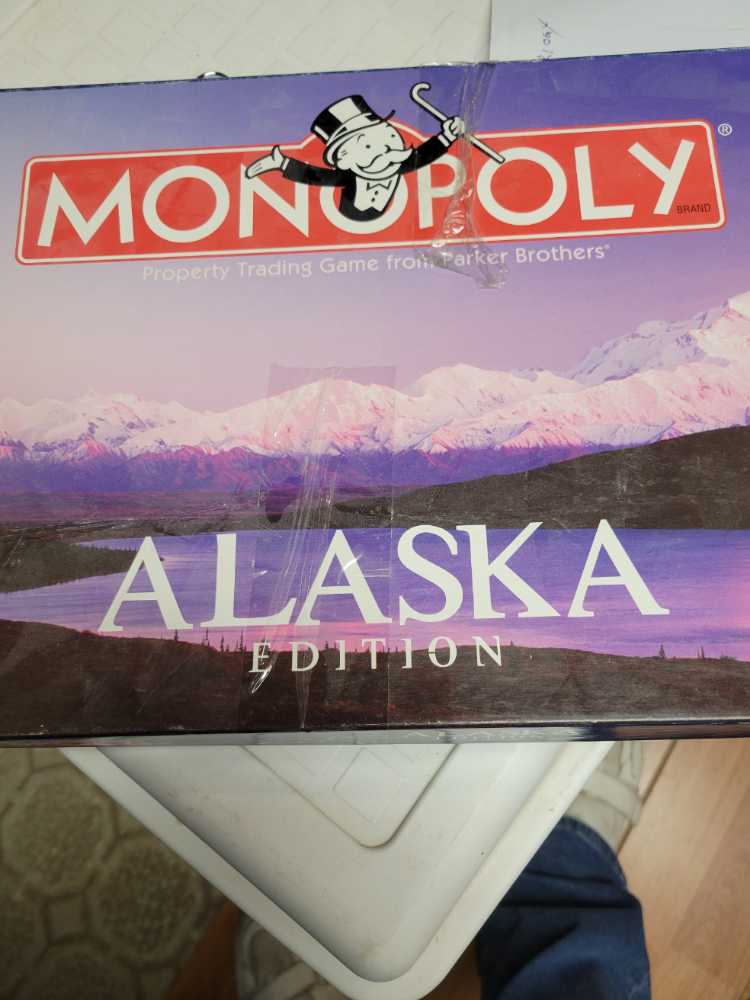 MONOPOLY®
BRAND
Property Trading Game from Parker Brothers®
ALASKA
EDITION